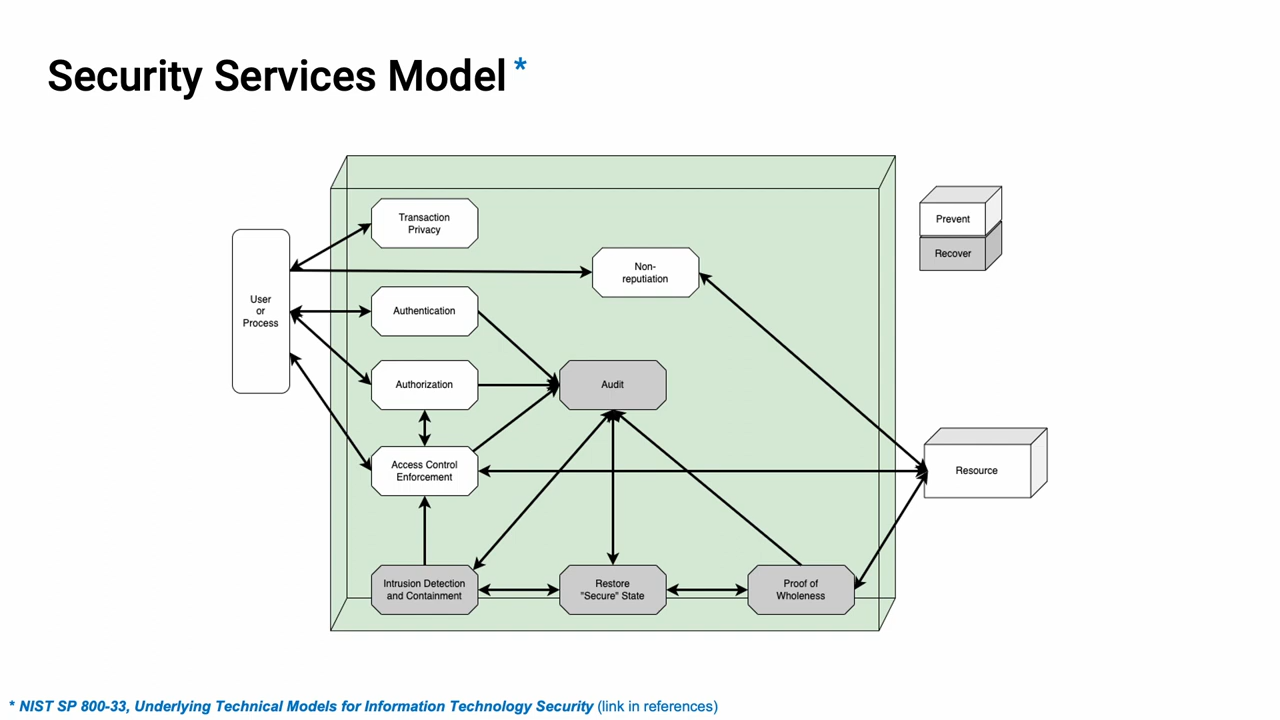 Security Services Model *
Transaction
Privacy
Prevent
Recover
Non-
reputiation
User
or
Process
Authentication
Authorization
Audit
Access Control
Enforcement
Resource
Intrusion Detection
and Containment
Restore
"Secure" State
Proof of
Wholeness
* NIST SP 800-33, Underlying Technical Models for Information Technology Security (link in references)